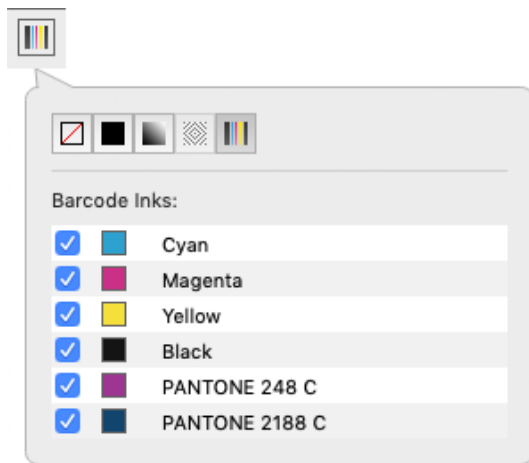 Barcode Inks:
Cyan
Magenta
Yellow
Black
PANTONE 248 C
PANTONE 2188 C